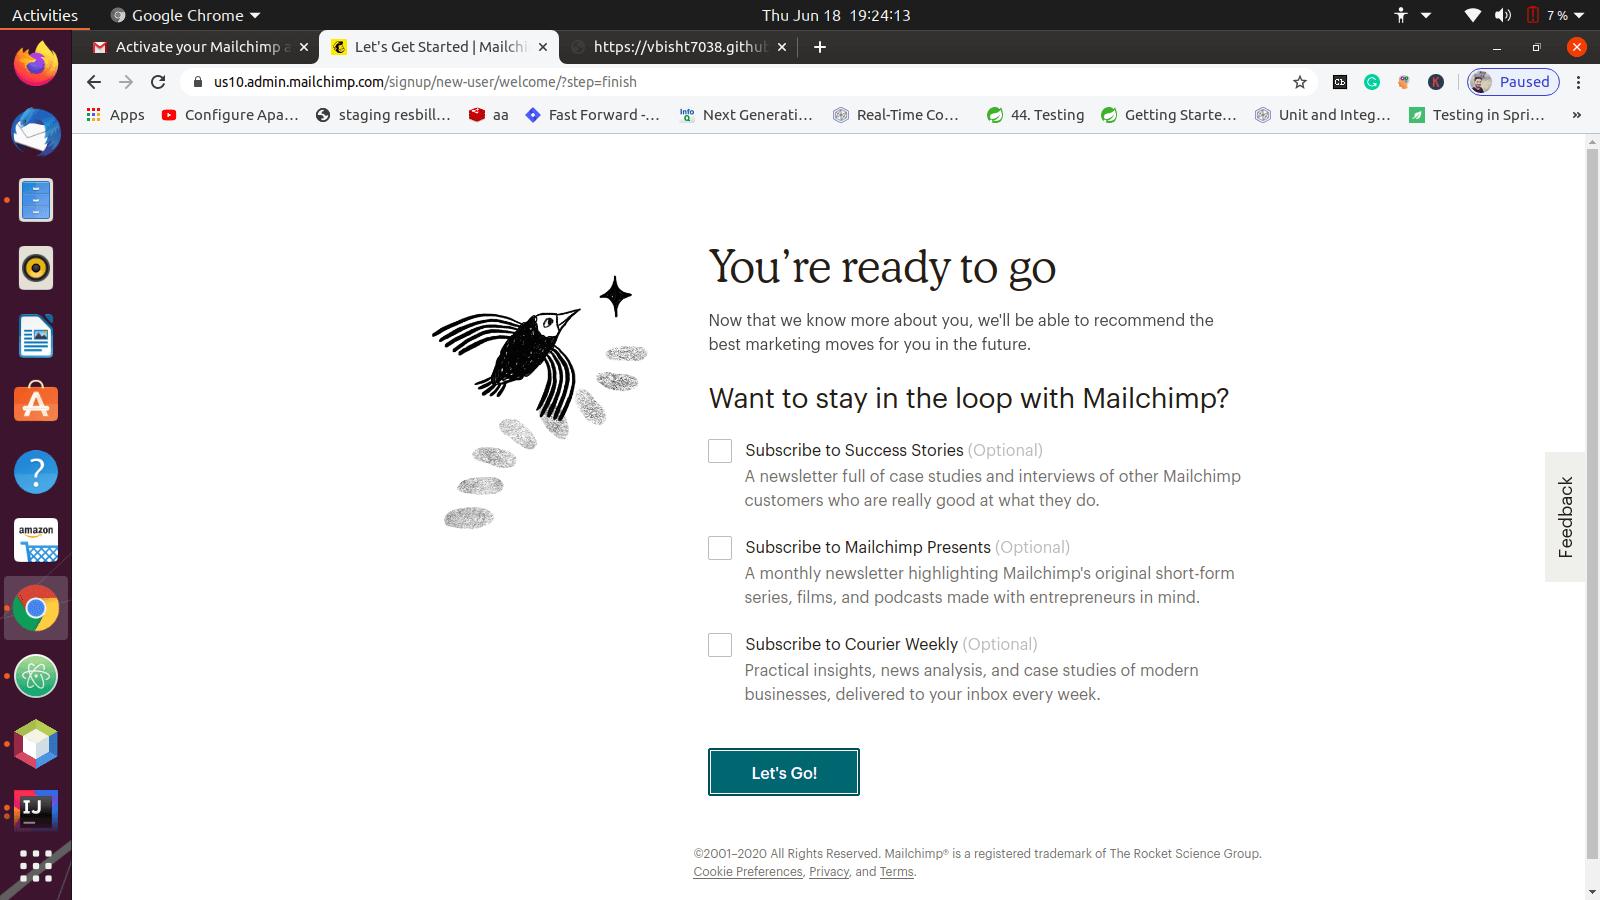 Activities
Google Chrome
Thu Jun 18 19:24:13
7 %
Activate your Mailchimp a
Let's Get Started | Mailchi
https://vbisht7038.githu
us10.admin.mailchimp.com/signup/new-user/welcome/?step=finish
Paused
Apps
Configure Apa...
staging resbill...
aa
Fast Forward -...
Next Generati...
Real-Time Co...
44. Testing
Getting Starte...
Unit and Integ...
Testing in Spri...
You're ready to go
Now that we know more about you, we'll be able to recommend the
best marketing moves for you in the future.
Want to stay in the loop with Mailchimp?
Subscribe to Success Stories (Optional)
A newsletter full of case studies and interviews of other Mailchimp
customers who are really good at what they do.
Subscribe to Mailchimp Presents (Optional)
A monthly newsletter highlighting Mailchimp's original short-form
series, films, and podcasts made with entrepreneurs in mind.
Subscribe to Courier Weekly (Optional)
Practical insights, news analysis, and case studies of modern
businesses, delivered to your inbox every week.
Let's Go!
Feedback
©2001–2020 All Rights Reserved. Mailchimp® is a registered trademark of The Rocket Science Group.
Cookie Preferences, Privacy, and Terms.
amazon
IJ